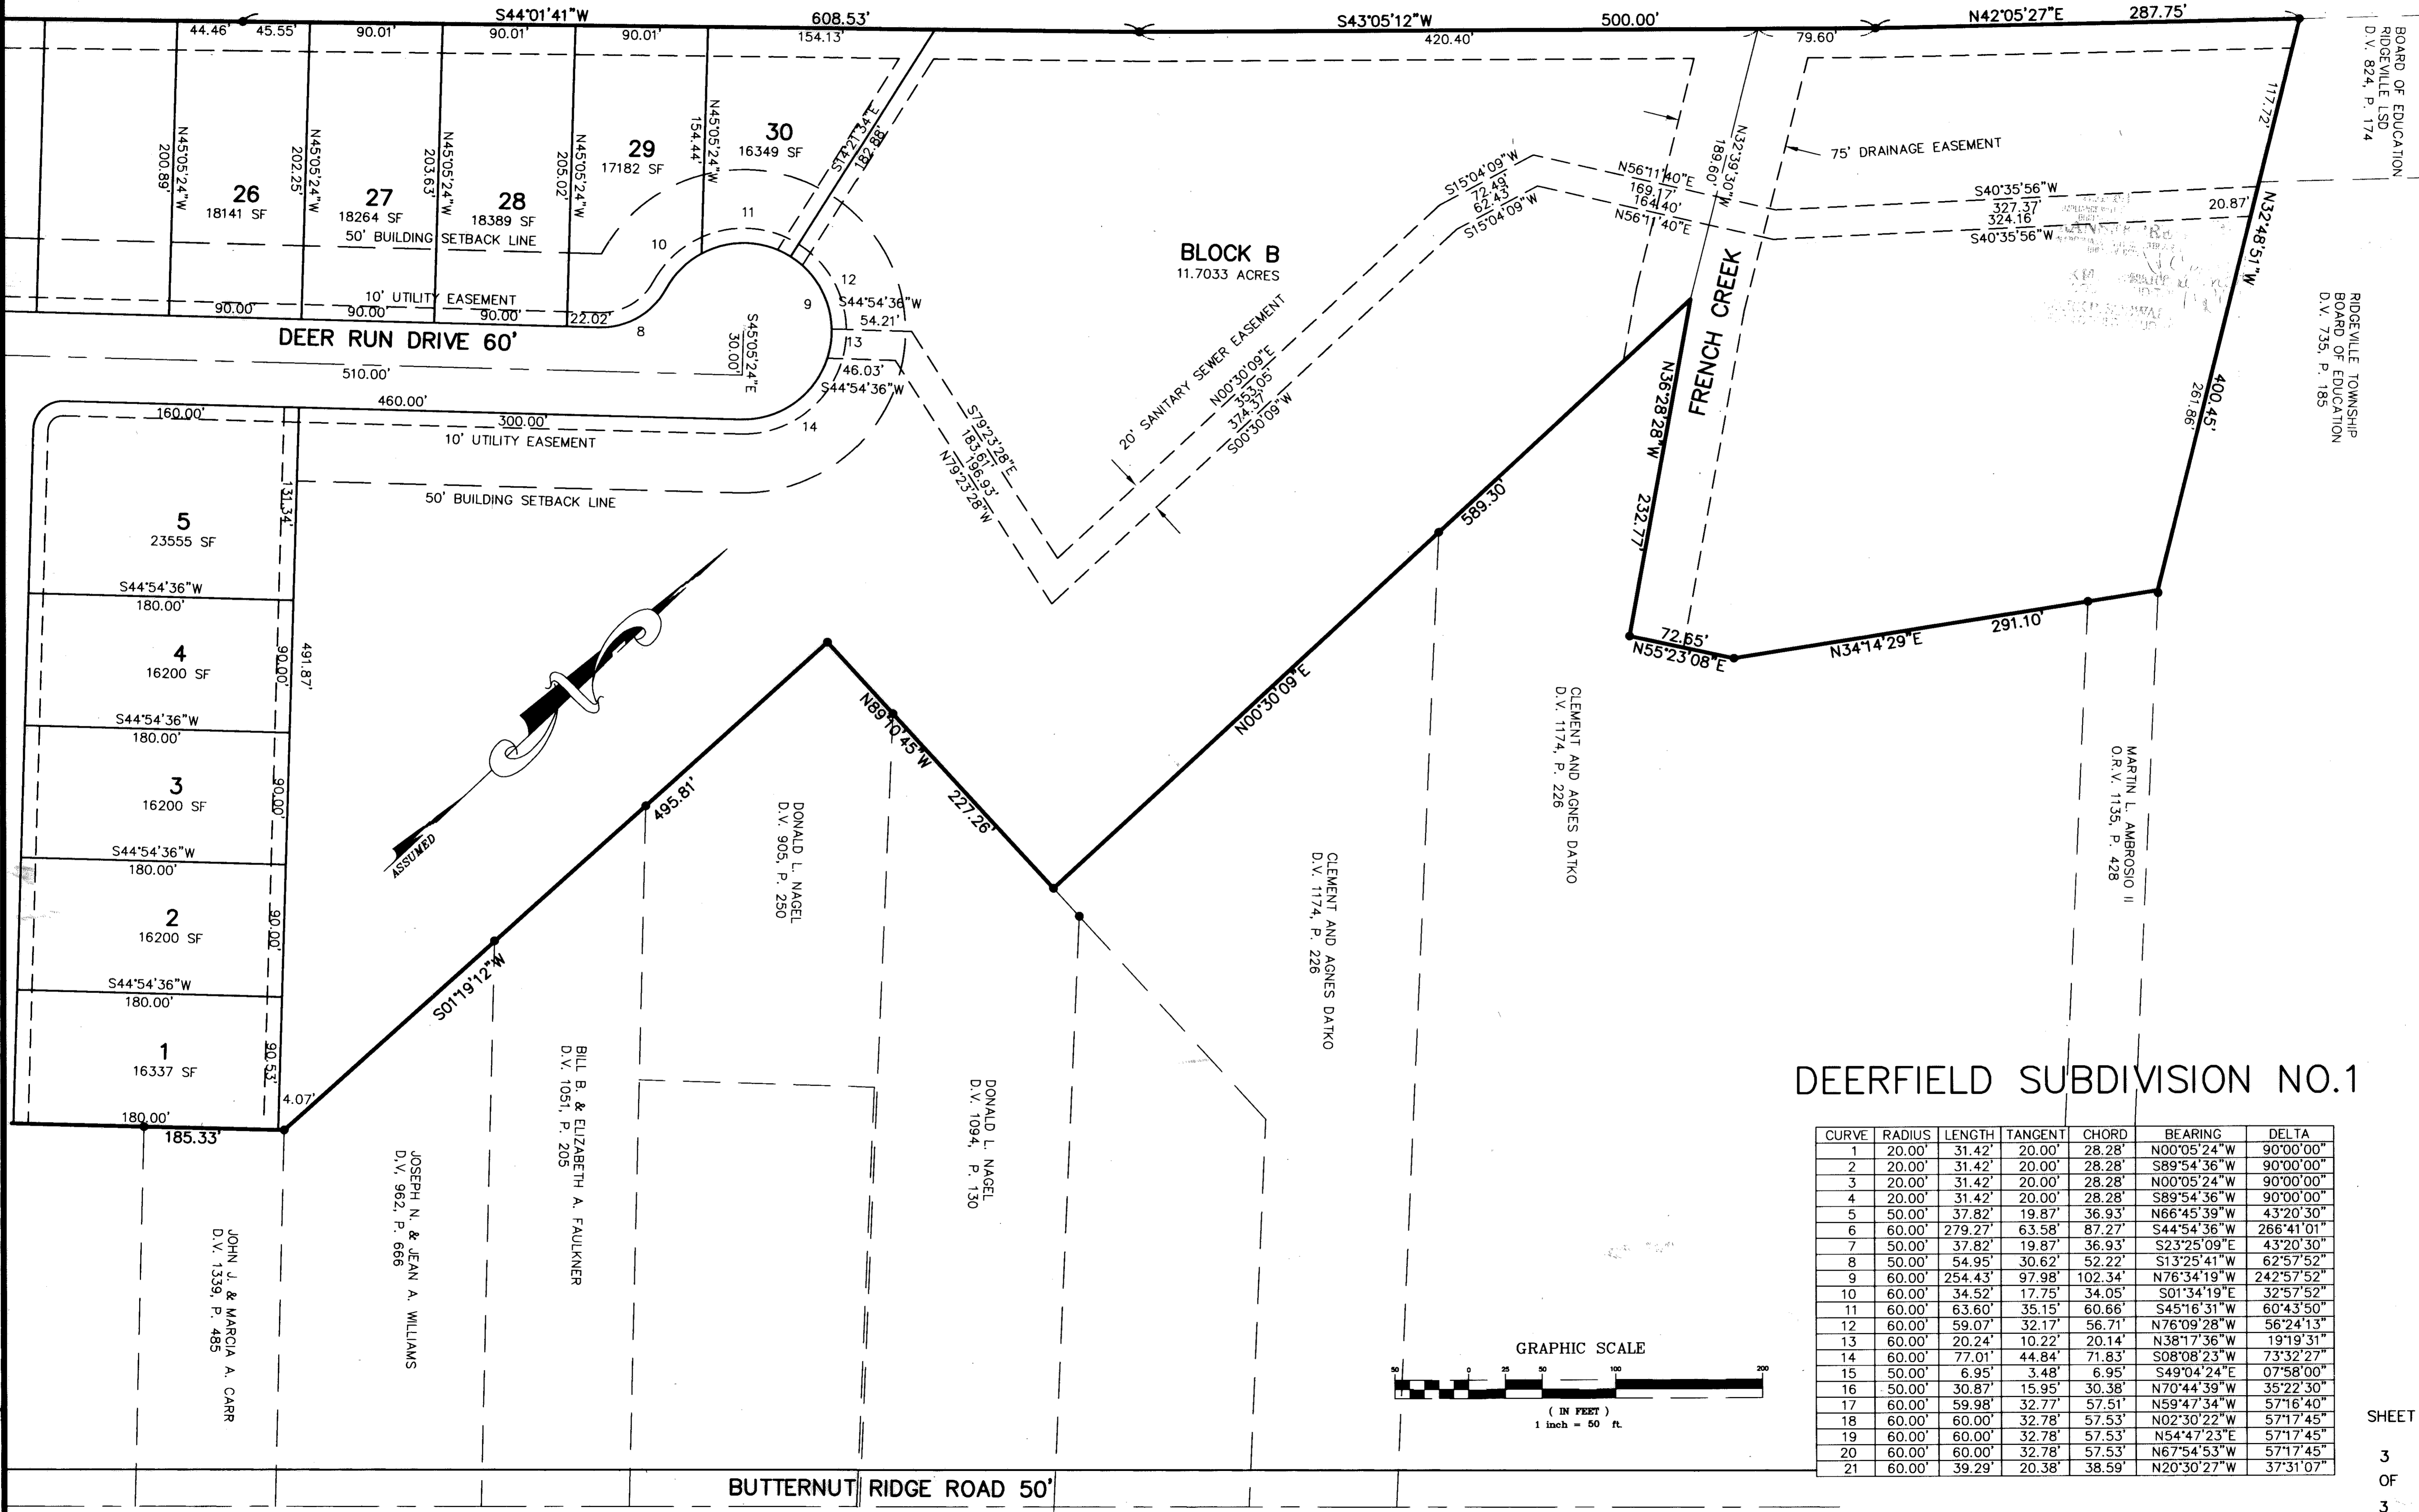 S44°01'41"W
608.53'
S43°05'12"W
500.00'
N42°05'27"E
287.75'
44.46'
45.55'
90.01'
90.01'
90.01'
154.13'
420.40'
79.60'
BOARD OF EDUCATION
RIDGEVILLE LSD
D.V. 824, P. 174
117.72'
N45°05'24"W
200.89'
26
18141 SF
N45°05'24"W
202.25'
27
18264 SF
N45°05'24"W
203.63'
28
18389 SF
N45°05'24"W
205.02'
29
17182 SF
N45°05'24"W
154.44'
30
16349 SF
S14°21'34"E
182.88'
50' BUILDING SETBACK LINE
11
10
12
9
8
13
14
BLOCK B
11.7033 ACRES
S15°04'09"W
72.49'
62.43'
S15°04'09"W
N56°11'40"E
169.17'
164.40'
N56°11'40"E
N32°39'30"W
189.60'
75' DRAINAGE EASEMENT
S40°35'56"W
327.37'
324.16'
S40°35'56"W
20.87'
N32°48'51"W
400.45'
261.86'
RIDGEVILLE TOWNSHIP
BOARD OF EDUCATION
D.V. 735, P. 185
10' UTILITY EASEMENT
90.00'
90.00'
90.00'
22.02'
DEER RUN DRIVE 60'
510.00'
S45°05'24"E
30.00'
S44°54'36"W
54.21'
46.03'
S44°54'36"W
20' SANITARY SEWER EASEMENT
N00°30'09"E
353.05'
374.37'
S00°30'09"W
FRENCH CREEK
N36°28'28"W
232.77'
160.00'
460.00'
300.00'
10' UTILITY EASEMENT
50' BUILDING SETBACK LINE
S79°23'28"E
183.61'
196.93'
N79°23'28"W
131.34'
5
23555 SF
S44°54'36"W
180.00'
4
16200 SF
90.00'
491.87'
S44°54'36"W
180.00'
3
16200 SF
90.00'
S44°54'36"W
180.00'
2
16200 SF
90.00'
S44°54'36"W
180.00'
1
16337 SF
90.53'
4.07'
180.00'
185.33'
ASSUMED
S01°19'12"W
495.81'
N89°10'45"W
227.26'
N00°30'09"E
589.30'
72.65'
N55°23'08"E
N34°14'29"E
291.10'
JOHN J. & MARCIA A. CARR
D.V. 1339, P. 485
JOSEPH N. & JEAN A. WILLIAMS
D.V. 962, P. 666
BILL B. & ELIZABETH A. FAULKNER
D.V. 1051, P. 205
DONALD L. NAGEL
D.V. 905, P. 250
DONALD L. NAGEL
D.V. 1094, P. 130
CLEMENT AND AGNES DATKO
D.V. 1174, P. 226
CLEMENT AND AGNES DATKO
D.V. 1174, P. 226
MARTIN L. AMBROSIO II
O.R.V. 1135, P. 428
DEERFIELD SUBDIVISION NO.1
CURVE RADIUS LENGTH TANGENT CHORD BEARING DELTA
1 20.00' 31.42' 20.00' 28.28' N00°05'24"W 90°00'00"
2 20.00' 31.42' 20.00' 28.28' S89°54'36"W 90°00'00"
3 20.00' 31.42' 20.00' 28.28' N00°05'24"W 90°00'00"
4 20.00' 31.42' 20.00' 28.28' S89°54'36"W 90°00'00"
5 50.00' 37.82' 19.87' 36.93' N66°45'39"W 43°20'30"
6 60.00' 279.27' 63.58' 87.27' S44°54'36"W 266°41'01"
7 50.00' 37.82' 19.87' 36.93' S23°25'09"E 43°20'30"
8 50.00' 54.95' 30.62' 52.22' S13°25'41"W 62°57'52"
9 60.00' 254.43' 97.98' 102.34' N76°34'19"W 242°57'52"
10 60.00' 34.52' 17.75' 34.05' S01°34'19"E 32°57'52"
11 60.00' 63.60' 35.15' 60.66' S45°16'31"W 60°43'50"
12 60.00' 59.07' 32.17' 56.71' N76°09'28"W 56°24'13"
13 60.00' 20.24' 10.22' 20.14' N38°17'36"W 19°19'31"
14 60.00' 77.01' 44.84' 71.83' S08°08'23"W 73°32'27"
15 50.00' 6.95' 3.48' 6.95' S49°04'24"E 07°58'00"
16 50.00' 30.87' 15.95' 30.38' N70°44'39"W 35°22'30"
17 60.00' 59.98' 32.77' 57.51' N59°47'34"W 57°16'40"
18 60.00' 60.00' 32.78' 57.53' N02°30'22"W 57°17'45"
19 60.00' 60.00' 32.78' 57.53' N54°47'23"E 57°17'45"
20 60.00' 60.00' 32.78' 57.53' N67°54'53"W 57°17'45"
21 60.00' 39.29' 20.38' 38.59' N20°30'27"W 37°31'07"
GRAPHIC SCALE
50 0 25 50 100 200
( IN FEET )
1 inch = 50 ft.
BUTTERNUT RIDGE ROAD 50'
SHEET
3
OF
3